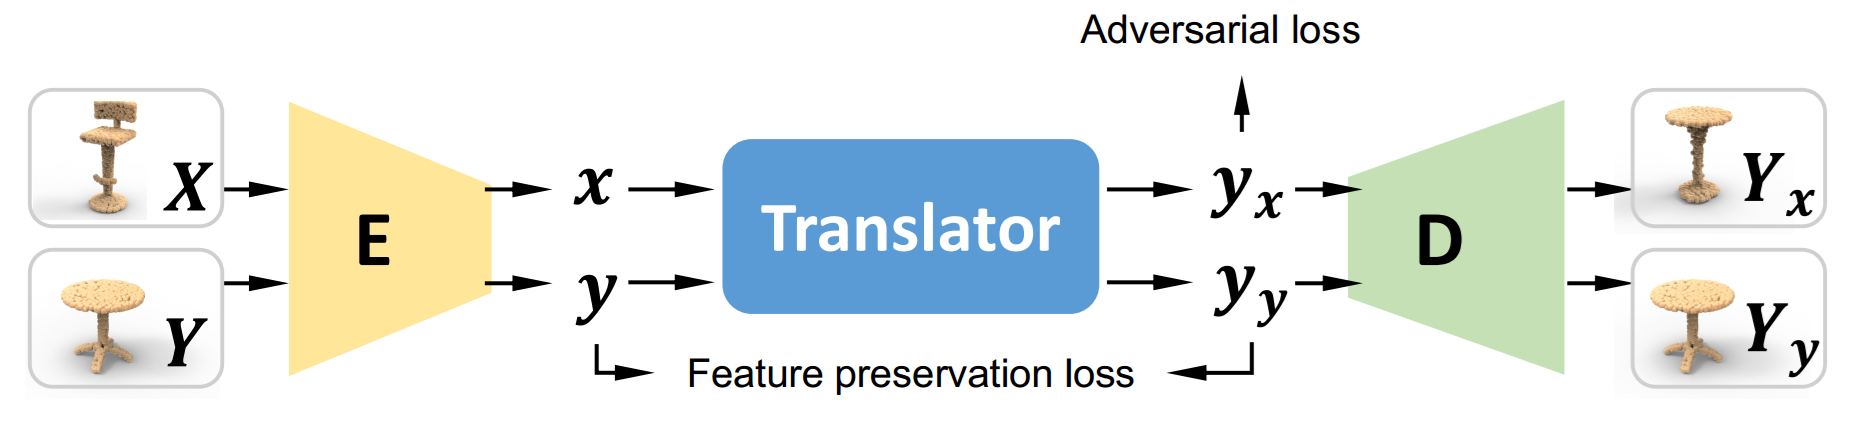 Adversarial loss
X
E
x
Translator
y_x
D
Y_x
Y
y
y_y
Y_y
Feature preservation loss